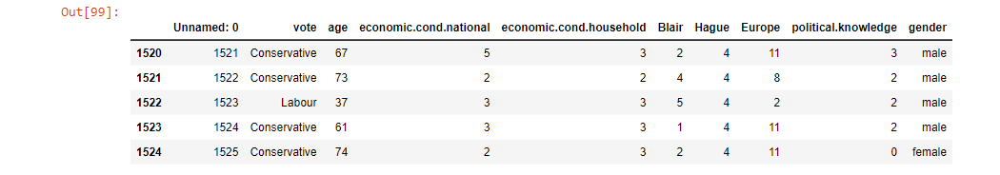 Out[99]:
Unnamed: 0 vote age economic.cond.national economic.cond.household Blair Hague Europe political.knowledge gender
1520 1521 Conservative 67 5 3 2 4 11 3 male
1521 1522 Conservative 73 2 2 4 4 8 2 male
1522 1523 Labour 37 3 3 5 4 2 2 male
1523 1524 Conservative 61 3 3 1 4 11 2 male
1524 1525 Conservative 74 2 3 2 4 11 0 female